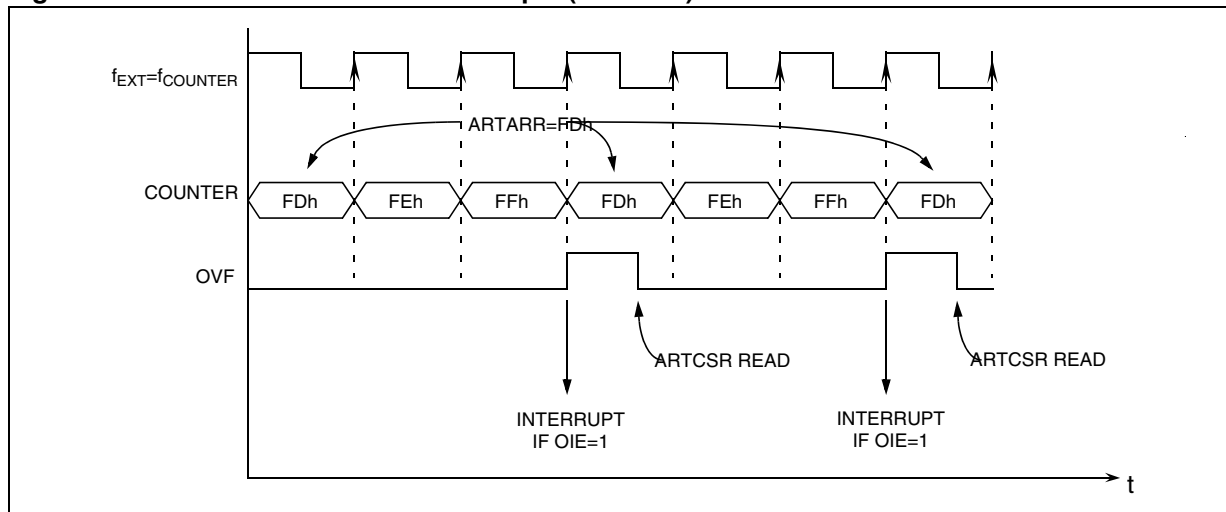 fEXT=fCOUNTER
ARTARR=FDh
COUNTER
FDh FEh FFh FDh FEh FFh FDh
OVF
ARTCSR READ ARTCSR READ
INTERRUPT INTERRUPT
IF OIE=1 IF OIE=1
t